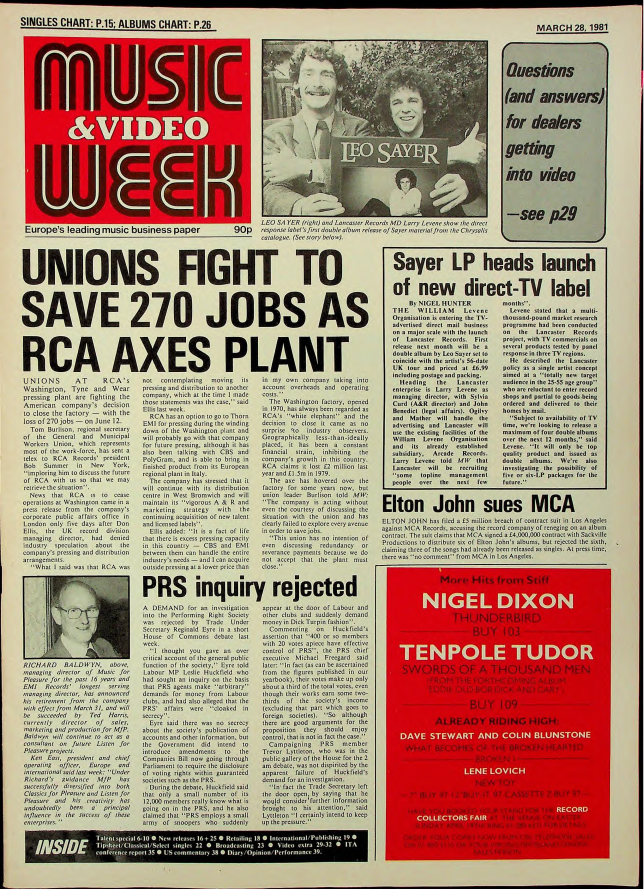 SINGLES CHART: P.15; ALBUMS CHART: P.26
MARCH 28, 1981
MUSIC
&VIDEO
WEEK
Europe's leading music business paper 90p
LEO SAYER
LEO SAYER (right) and Lancaster Records MD Larry Levene show the direct
response label's first double album release of Sayer material from the Chrysalis
catalogue. (See story below).
Questions
(and answers)
for dealers
getting
into video
—see p29
UNIONS FIGHT TO
SAVE 270 JOBS AS
RCA AXES PLANT
UNIONS AT RCA's
Washington, Tyne and Wear
pressing plant are fighting the
American company's decision
to close the factory — with the
loss of 270 jobs — on June 12.
Tom Burlison, regional secretary
of the General and Municipal
Workers Union, which represents
most of the work-force, has sent a
telex to RCA Records' president
Bob Summer in New York,
"imploring him to discuss the future
of RCA with us so that we may
retrieve the situation".
News that RCA is to cease
operations at Washington came in a
press release from the company's
corporate public affairs office in
London only five days after Don
Ellis, the UK record division
managing director, had denied
industry speculation about the
company's pressing and distribution
arrangements.
"What I said was that RCA was
not contemplating moving its
pressing and distribution to another
company, which at the time I made
those statements was the case," said
Ellis last week.
RCA has an option to go to Thorn
EMI for pressing during the winding
down of the Washington plant and
will probably go with that company
for future pressing, although it has
also been talking with CBS and
PolyGram, and is able to bring in
finished product from its European
regional plant in Italy.
The company has stressed that it
will continue with its distribution
centre in West Bromwich and will
maintain its "vigorous A & R and
marketing strategy with the
continuing acquisition of new talent
and licensed labels".
Ellis added: "It is a fact of life
that there is excess pressing capacity
in this country — CBS and EMI
between them can handle the entire
industry's needs — and I can acquire
outside pressing at a lower price than
in my own company taking into
account overheads and operating
costs."
The Washington factory, opened
in 1970, has always been regarded as
RCA's "white elephant" and the
decision to close it came as no
surprise to industry observers.
Geographically less-than-ideally
placed, it has been a constant
financial strain, inhibiting the
company's growth in this country.
RCA claims it lost £2 million last
year and £1.5m in 1979.
The axe has hovered over the
factory for some years now, but
union leader Burlison told MW:
"The company is acting without
even the courtesy of discussing the
situation with the union and has
clearly failed to explore every avenue
in order to save jobs.
"This union has no intention of
even discussing redundancy or
severance payments because we do
not accept that the plant must
close."
Sayer LP heads launch
of new direct-TV label
By NIGEL HUNTER
THE WILLIAM Levene
Organisation is entering the TV-
advertised direct mail business
on a major scale with the launch
of Lancaster Records. First
release next month will be a
double album by Leo Sayer set to
coincide with the artist's 56-date
UK tour and priced at £6.99
including postage and packing.
Heading the Lancaster
enterprise is Larry Levene as
managing director, with Sylvia
Card (A&R director) and John
Benedict (legal affairs). Ogilvy
and Mather will handle the
advertising and Lancaster will
use the existing facilities of the
William Levene Organisation
and its already established
subsidiary, Arcade Records.
Larry Levene told MW that
Lancaster will be recruiting
"some topline management
people over the next few
months".
Levene stated that a multi-
thousand-pound market research
programme had been conducted
on the Lancaster Records
project, with TV commercials on
several products tested by panel
response in three TV regions.
He described the Lancaster
policy as a single artist concept
aimed at a "totally new target
audience in the 25-55 age group"
who are reluctant to enter record
shops and partial to goods being
ordered and delivered to their
homes by mail.
"Subject to availability of TV
time, we're looking to release a
maximum of four double albums
over the next 12 months," said
Levene. "It will only be top
quality product and issued as
double albums. We're also
investigating the possibility of
five or six-LP packages for the
future."
Elton John sues MCA
ELTON JOHN has filed a £5 million breach of contract suit in Los Angeles
against MCA Records, accusing the record company of reneging on an album
contract. The suit claims that MCA signed a £4,000,000 contract with Sackville
Productions to distribute six of Elton John's albums, but rejected the sixth,
claiming three of the songs had already been released as singles. At press time,
there was "no comment" from MCA in Los Angeles.
RICHARD BALDWYN, above,
managing director of Music for
Pleasure for the past 16 years and
EMI Records' longest serving
managing director, has announced
his retirement from the company
with effect from March 31, and will
be succeeded by Ted Harris,
currently director of sales,
marketing and production for MFP.
Baldwyn will continue to act as a
consultant on future Listen for
Pleasure projects.
Ken East, president and chief
operating officer, Europe and
international said last week: "Under
Richard's guidance MFP has
successfully diversified into both
Classics for Pleasure and Listen for
Pleasure and his creativity has
undoubtedly been a principal
influence in the success of these
enterprises."
PRS inquiry rejected
A DEMAND for an investigation
into the Performing Right Society
was rejected by Trade Under
Secretary Reginald Eyre in a short
House of Commons debate last
week.
"I thought you gave an over
critical account of the general public
function of the society," Eyre told
Labour MP Leslie Huckfield who
had sought an inquiry on the basis
that PRS agents make "arbitrary"
demands for money from Labour
clubs, and had also alleged that the
PRS affairs were "cloaked in
secrecy".
Eyre said there was no secrecy
about the society's publication of
accounts and other information, but
the Government did intend to
introduce amendments to the
Companies Bill now going through
Parliament to require the disclosure
of voting rights within guaranteed
societies such as the PRS.
During the debate, Huckfield said
that only a small number of its
12,000 members really know what is
going on in the PRS, and he also
claimed that "PRS employs a small
army of snoopers who suddenly
appear at the door of Labour and
other clubs and suddenly demand
money in Dick Turpin fashion".
Commenting on Huckfield's
assertion that "400 or so members
with 20 votes apiece have effective
control of PRS", the PRS chief
executive Michael Freegard said
later: "In fact (as can be ascertained
from the figures published in our
yearbook), their votes make up only
about a third of the total votes, even
though their works earn some two-
thirds of the society's income
(excluding that part which goes to
foreign societies). "So although
there are good arguments for the
proposition they should enjoy
control, that is not in fact the case."
Campaigning PRS member
Trevor Lyttleton, who was in the
public gallery of the House for the 2
am debate, was not dispirited by the
apparent failure of Huckfield's
demand for an investigation.
"In fact the Trade Secretary left
the door open, by saying that he
would consider further information
brought to his attention," said
Lyttleton. "I certainly intend to keep
up the pressure."
More Hits from Stiff
NIGEL DIXON
THUNDERBIRD
BUY 103
TENPOLE TUDOR
SWORDS OF A THOUSAND MEN
FROM THE FORTHCOMING ALBUM
BUY 109
ALREADY RIDING HIGH:
DAVE STEWART AND COLIN BLUNSTONE
WHAT BECOMES OF THE BROKEN HEARTED
BROKEN 1
LENE LOVICH
NEW TOY
RECORD
COLLECTORS FAIR
INSIDE
Talent special 6-10 ● New releases 16 + 25 ● Retailing 18 ● International/Publishing 19 ●
Tipsheet/Classical/Select singles 22 ● Broadcasting 23 ● Video extra 29-32 ● ITA
conference report 35 ● US commentary 38 ● Diary/Opinion/Performance 39.